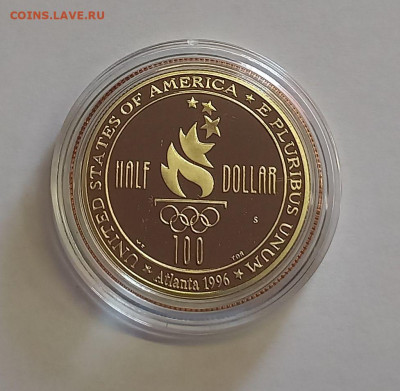 COINS.LAVE.RU
UNITED STATES OF AMERICA ★ E PLURIBUS UNUM ★
HALF DOLLAR
S
100
Atlanta 1996